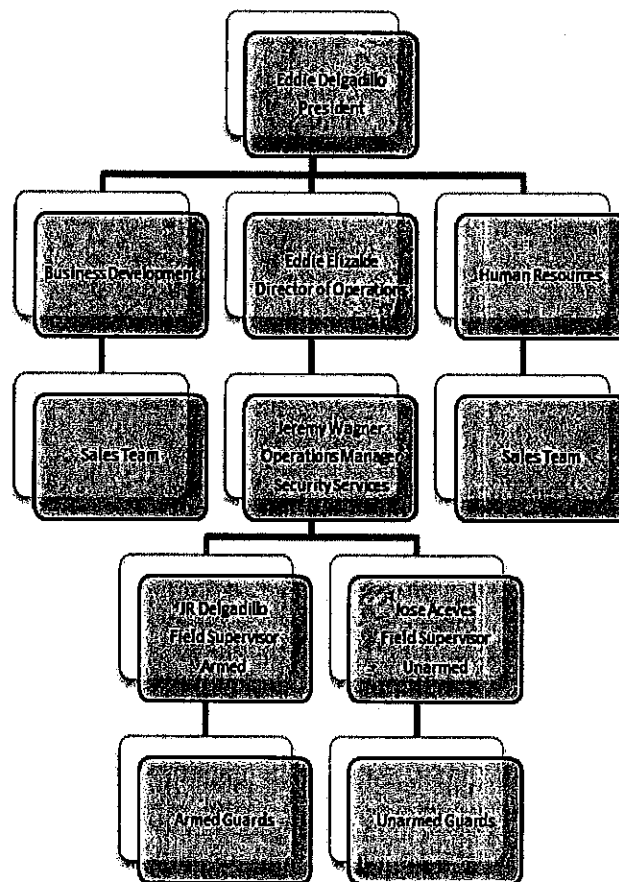 Eddie Delgadillo
President
Business Development
Eddie Elizalde
Director of Operations
Human Resources
Sales Team
Jeremy Wagner
Operations Manager
Security Services
Sales Team
JR Delgadillo
Field Supervisor
Armed
Jose Aceves
Field Supervisor
Unarmed
Armed Guards
Unarmed Guards